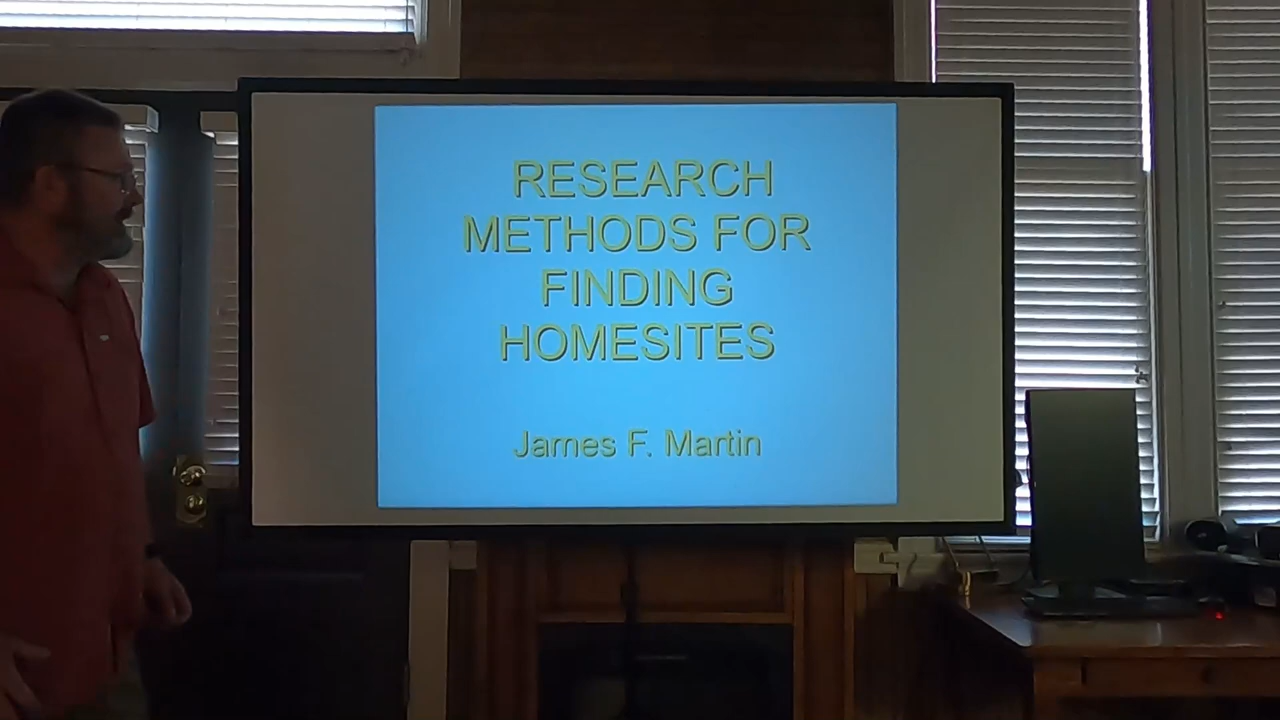 RESEARCH
METHODS FOR
FINDING
HOMESITES
James F. Martin